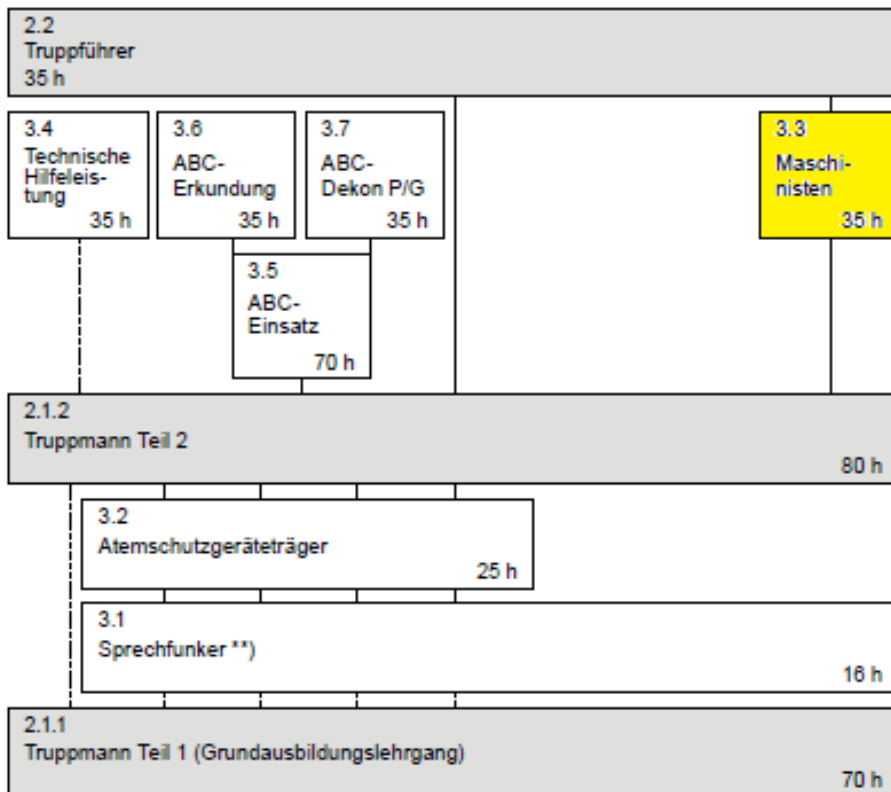 2.2
Truppführer
35 h
3.4
Technische
Hilfeleis-
tung
35 h
3.6
ABC-
Erkundung
35 h
3.7
ABC-
Dekon P/G
35 h
3.3
Maschi-
nisten
35 h
3.5
ABC-
Einsatz
70 h
2.1.2
Truppmann Teil 2
80 h
3.2
Atemschutzgeräteträger
25 h
3.1
Sprechfunker **)
16 h
2.1.1
Truppmann Teil 1 (Grundausbildungslehrgang)
70 h